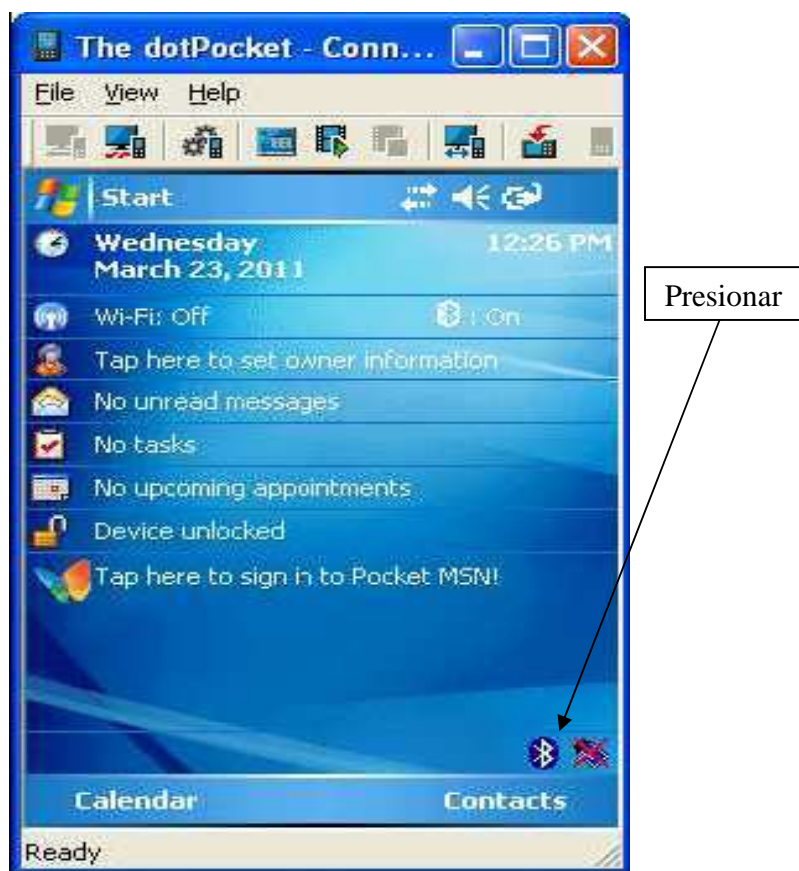 The dotPocket - Conn...
File View Help
Start
Wednesday 12:26 PM
March 23, 2011
Wi-Fi: Off : On
Tap here to set owner information
No unread messages
No tasks
No upcoming appointments
Device unlocked
Tap here to sign in to Pocket MSN!
Calendar Contacts
Ready
Presionar